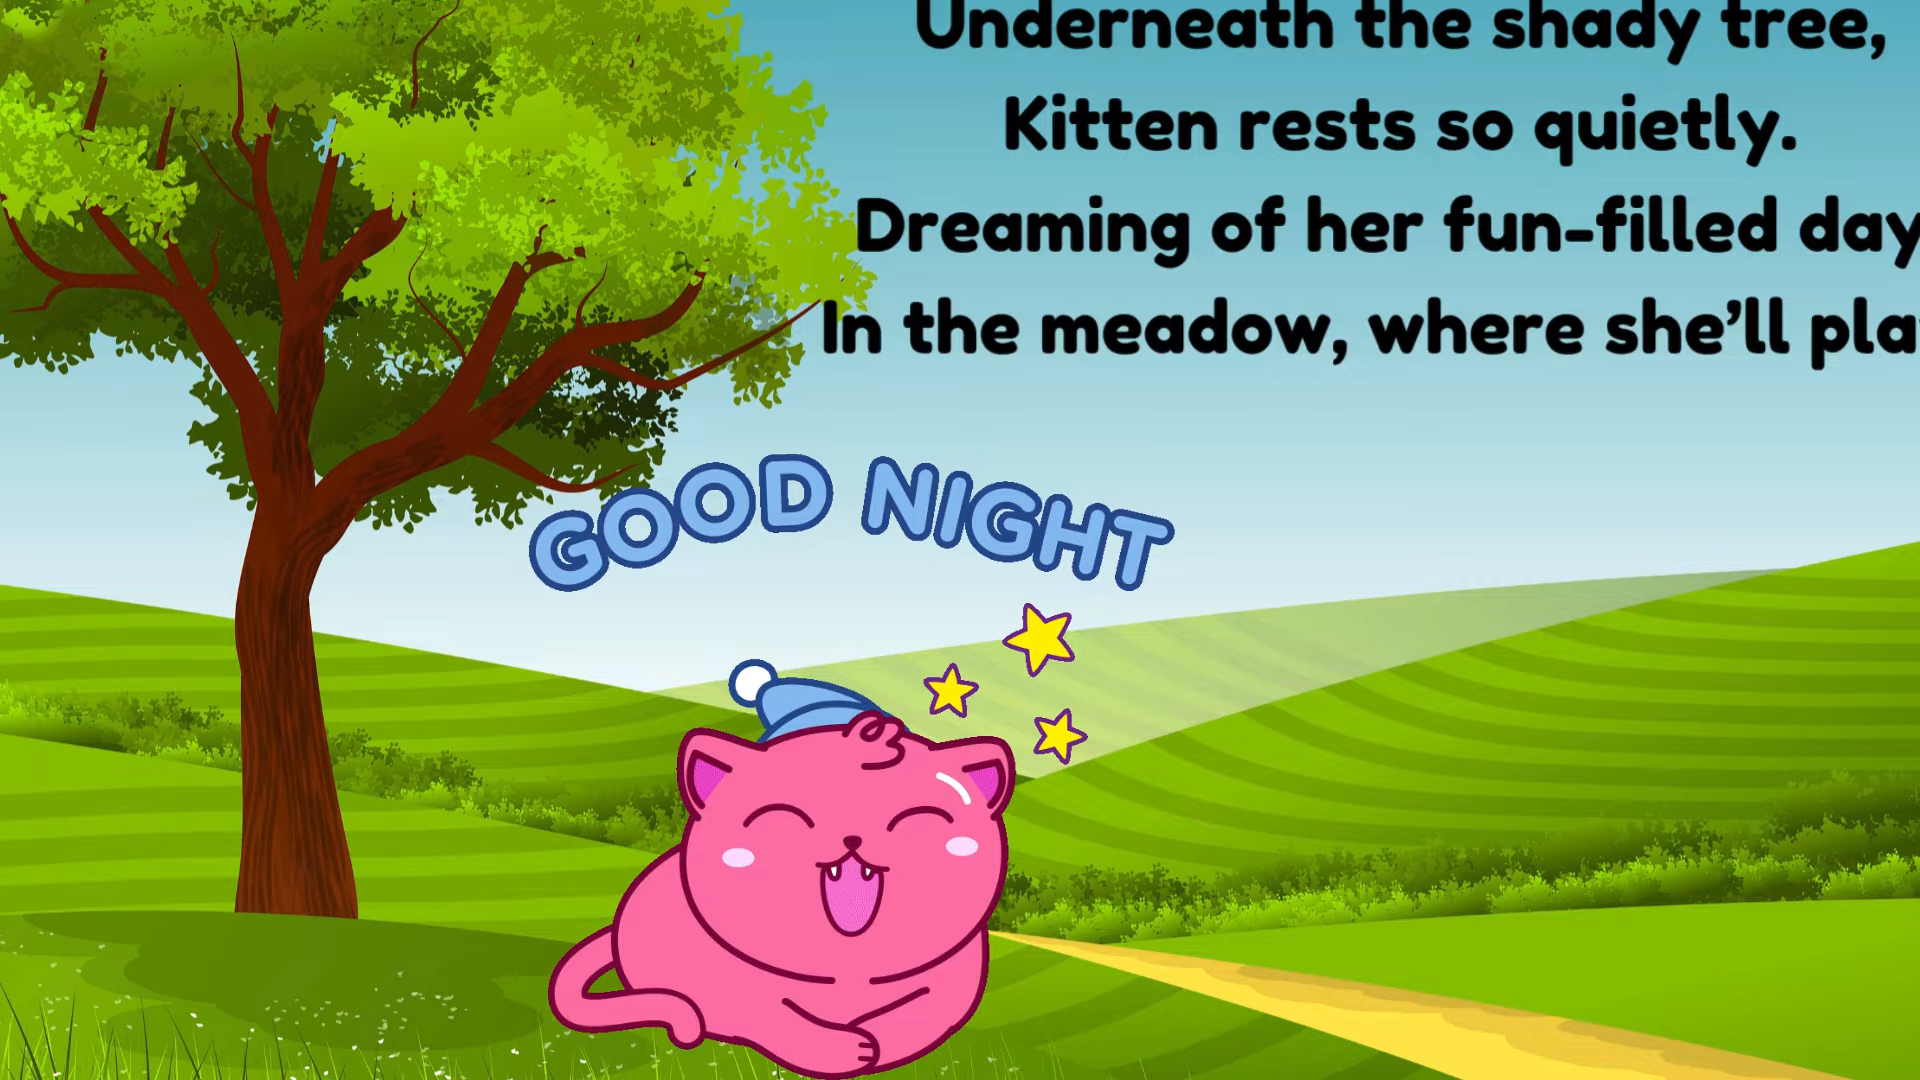 Underneath the shady tree,
Kitten rests so quietly.
Dreaming of her fun-filled day
In the meadow, where she’ll
GOOD NIGHT